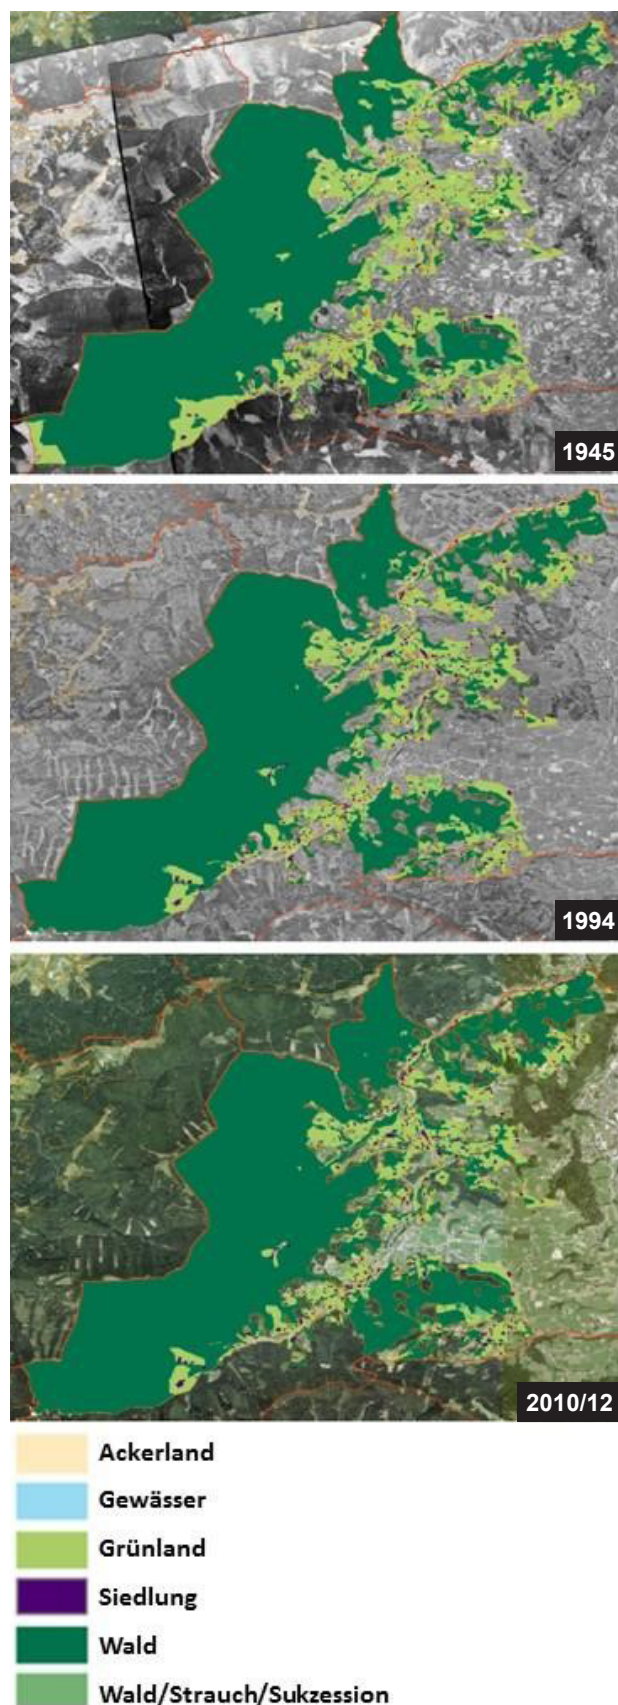 1945
1994
2010/12
Ackerland
Gewässer
Grünland
Siedlung
Wald
Wald/Strauch/Sukzession